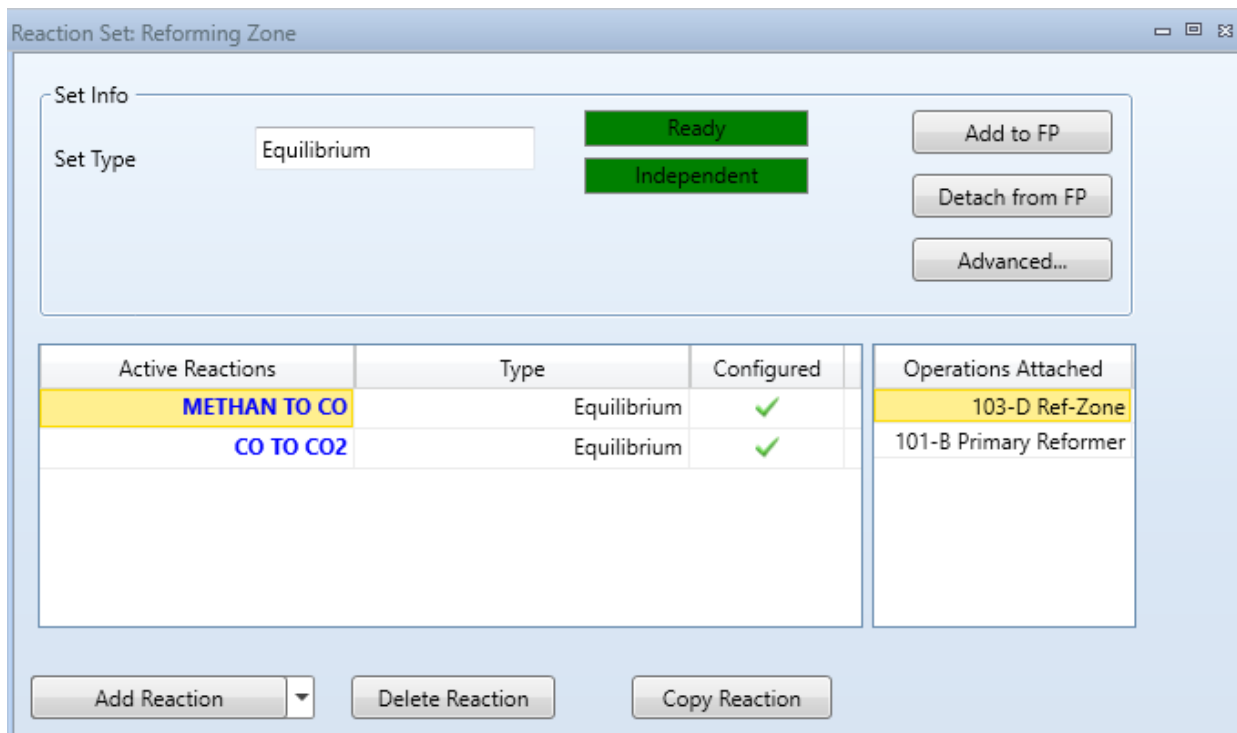 Reaction Set: Reforming Zone
Set Info
Set Type
Equilibrium
Ready
Independent
Add to FP
Detach from FP
Advanced...
Active Reactions Type Configured
METHAN TO CO Equilibrium
CO TO CO2 Equilibrium
Operations Attached
103-D Ref-Zone
101-B Primary Reformer
Add Reaction
Delete Reaction
Copy Reaction